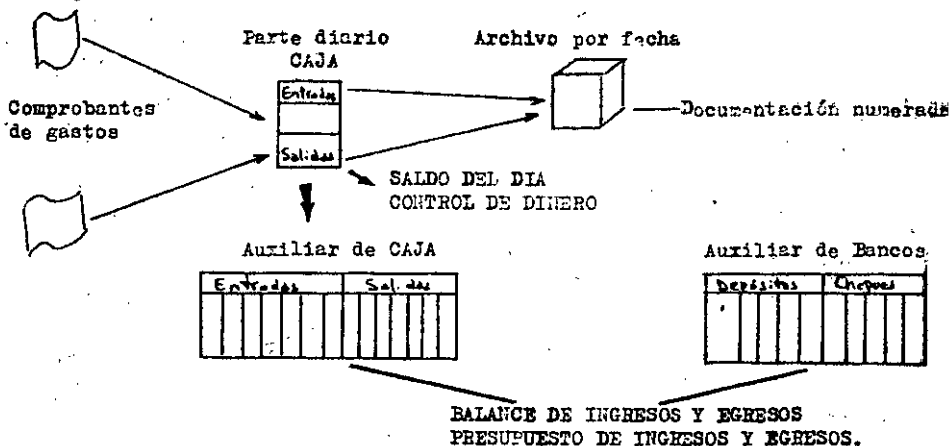 Parte diario
CAJA
Archivo por fecha
Entradas
Comprobantes
de gastos
Documentación numerada
Salidas
SALDO DEL DIA
CONTROL DE DINERO
Auxiliar de CAJA
Auxiliar de Bancos
Entradas
Salidas
Depósitos
Cheques
BALANCE DE INGRESOS Y EGRESOS
PRESUPUESTO DE INGRESOS Y EGRESOS.